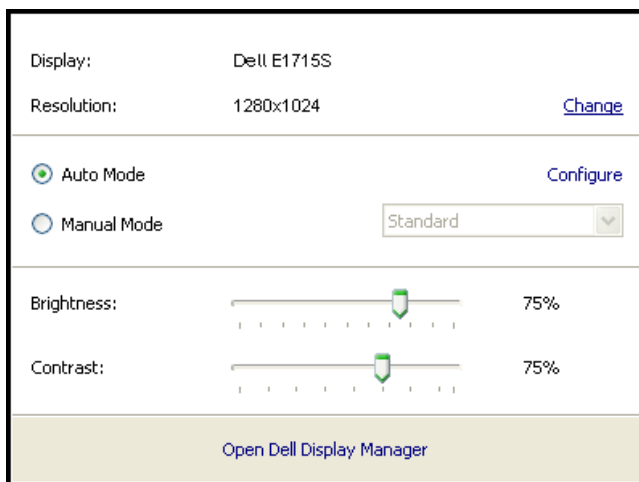 Display: Dell E1715S
Resolution: 1280x1024 Change
Auto Mode Configure
Manual Mode Standard
Brightness: 75%
Contrast: 75%
Open Dell Display Manager